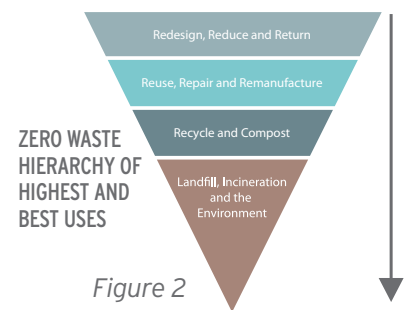 Redesign, Reduce and Return
Reuse, Repair and Remanufacture
Recycle and Compost
Landfill, Incineration
and the
Environment
ZERO WASTE
HIERARCHY OF
HIGHEST AND
BEST USES
Figure 2